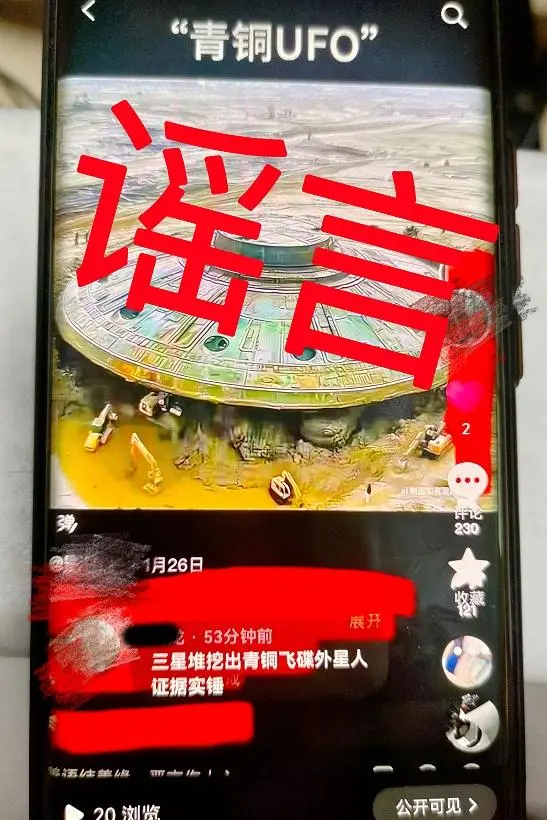 “青铜UFO”
谣言
2
评论
230
弹
1月26日
收藏
121
展开
53分钟前
三星堆挖出青铜飞碟外星人
证据实锤
20 浏览
公开可见